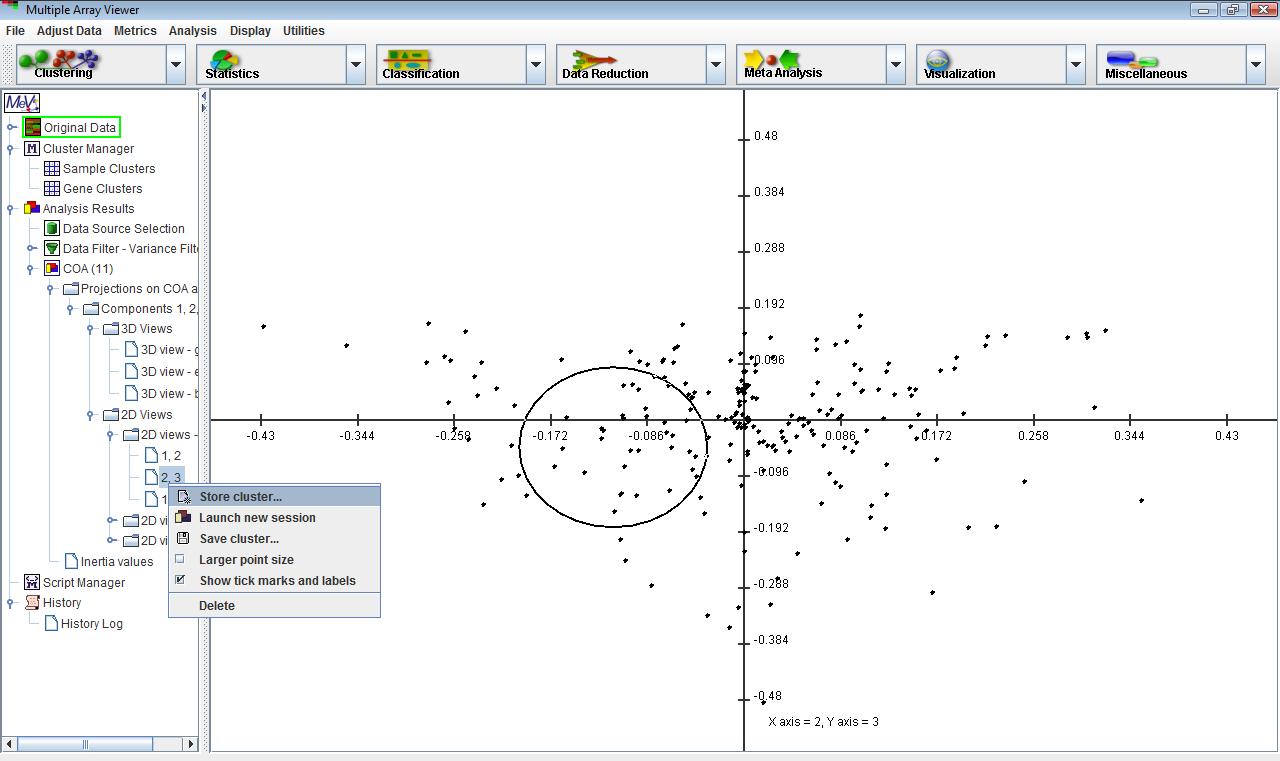 Multiple Array Viewer
File Adjust Data Metrics Analysis Display Utilities
Clustering Statistics Classification Data Reduction Meta Analysis Visualization Miscellaneous
MeV
Original Data
M Cluster Manager
Sample Clusters
Gene Clusters
Analysis Results
Data Source Selection
Data Filter - Variance Filt
COA (11)
Projections on COA a
Components 1, 2,
3D Views
3D view - g
3D view - e
3D view - b
2D Views
2D views -
1, 2
2, 3
1
2D vi
2D vi
Inertia values
Script Manager
History
History Log
Store cluster...
Launch new session
Save cluster...
Larger point size
Show tick marks and labels
Delete
0.48
0.384
0.288
0.192
0.096
-0.43 -0.344 -0.258 -0.172 -0.086 0.086 0.172 0.258 0.344 0.43
-0.096
-0.192
-0.288
-0.384
-0.48
X axis = 2, Y axis = 3